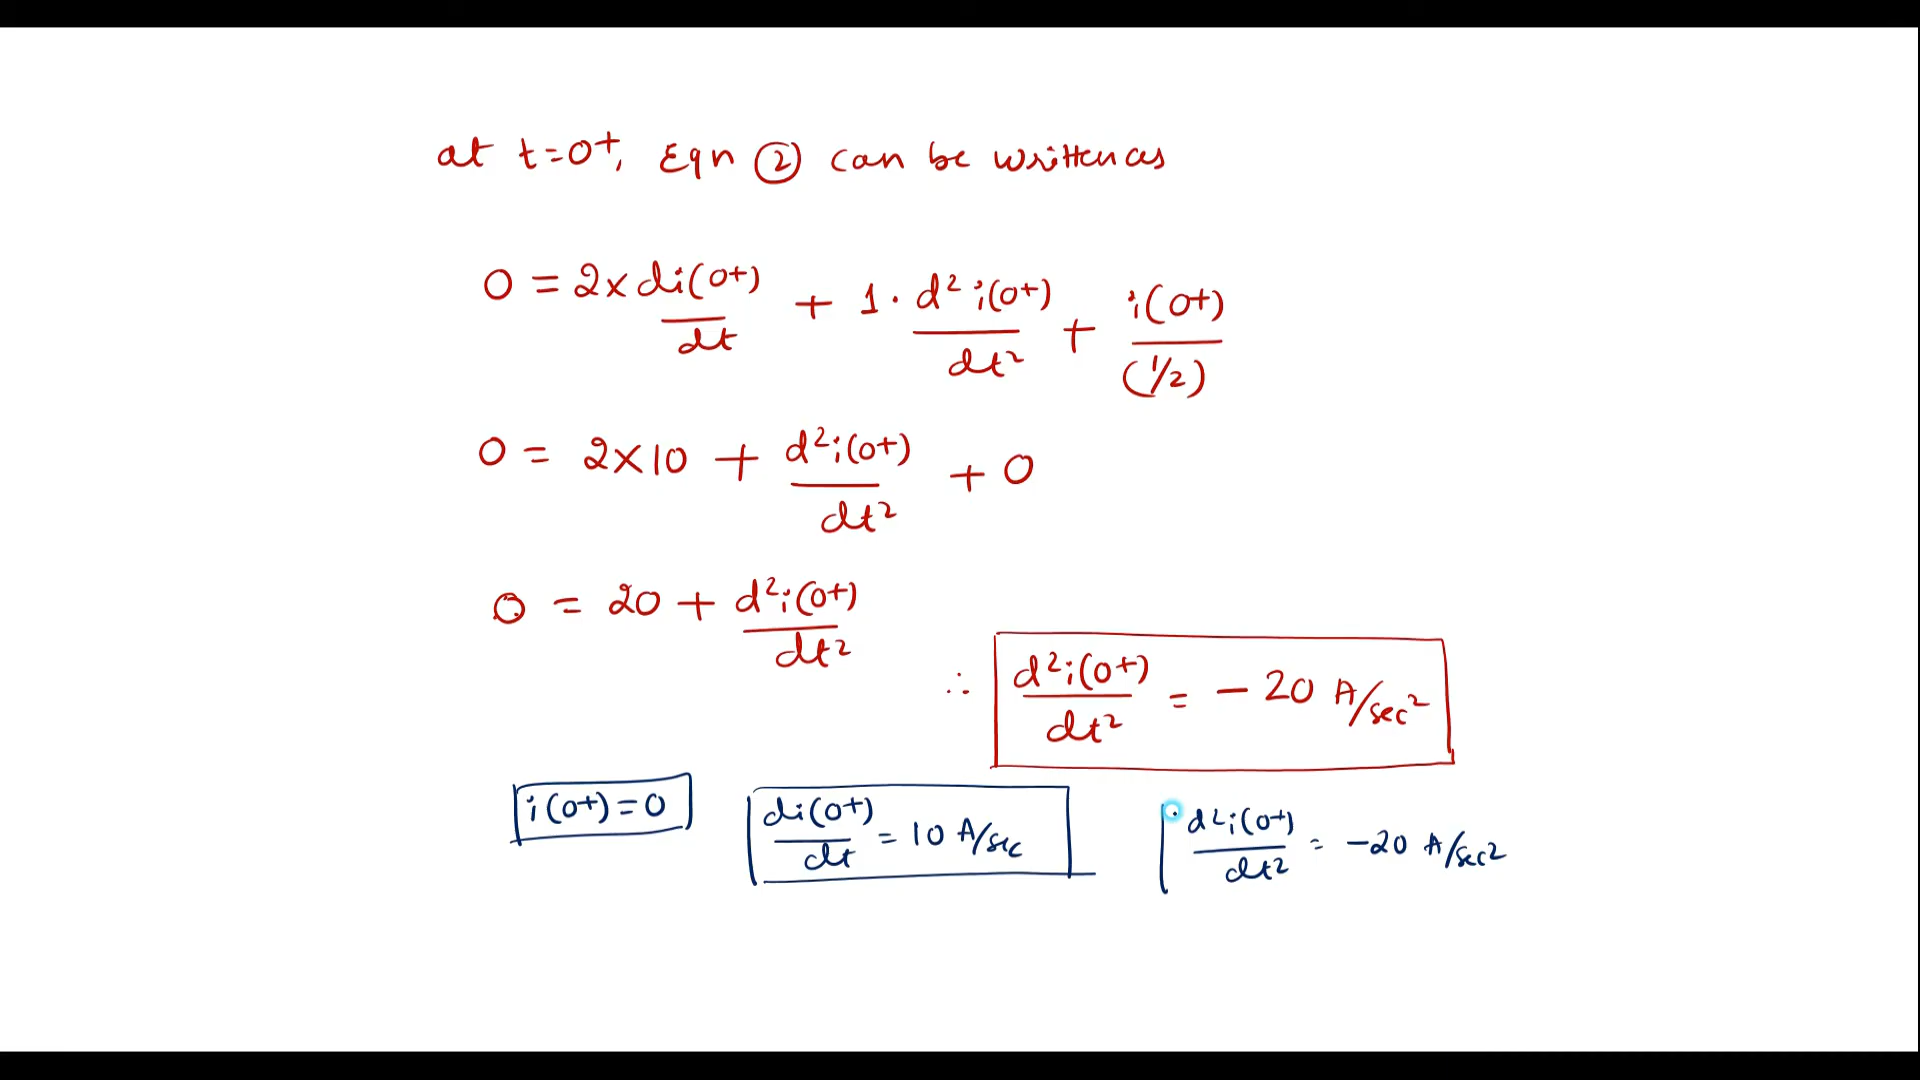 at t=0+, Eqn ② can be written as
0 = 2x di(0+)/dt + 1 · d²i(0+)/dt² + i(0+)/(1/2)
0 = 2x10 + d²i(0+)/dt² + 0
0 = 20 + d²i(0+)/dt²
∴ d²i(0+)/dt² = - 20 A/sec²
i(0+)=0 di(0+)/dt = 10 A/sec d²i(0+)/dt² = -20 A/sec²